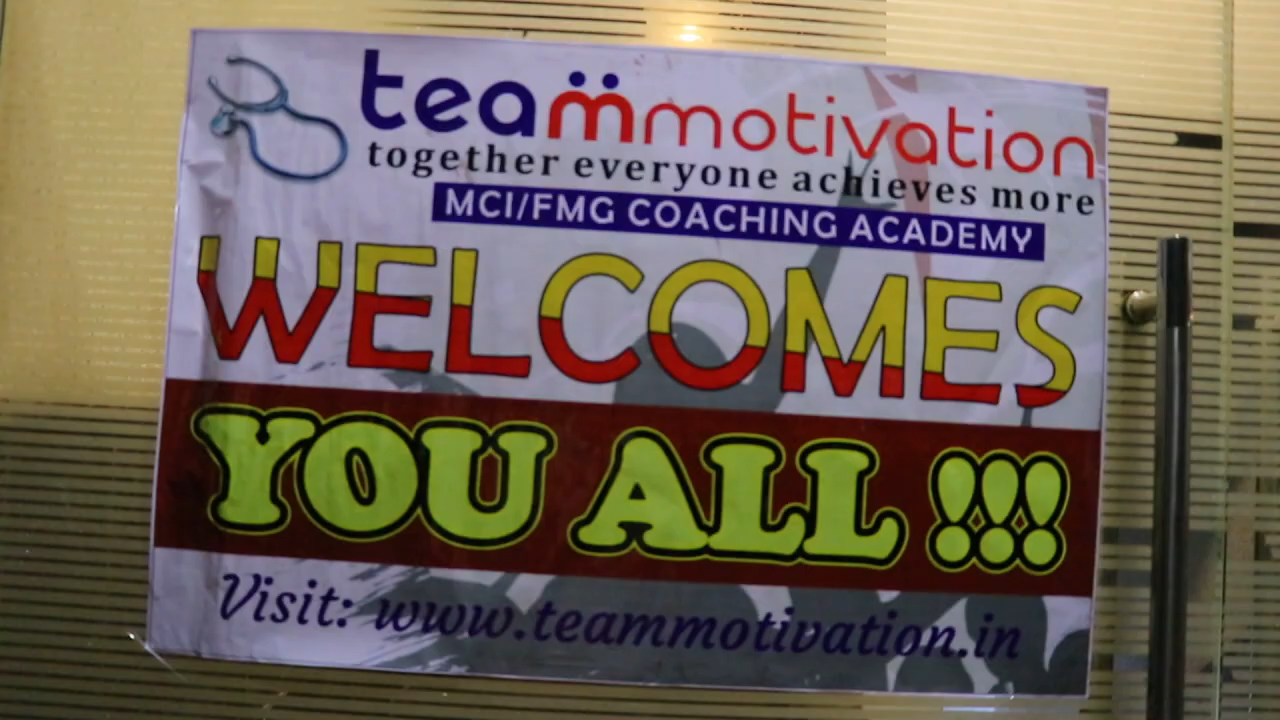 teammotivation
together everyone achieves more
MCI/FMG COACHING ACADEMY
WELCOMES
YOU ALL !!!
Visit: www.teammotivation.in